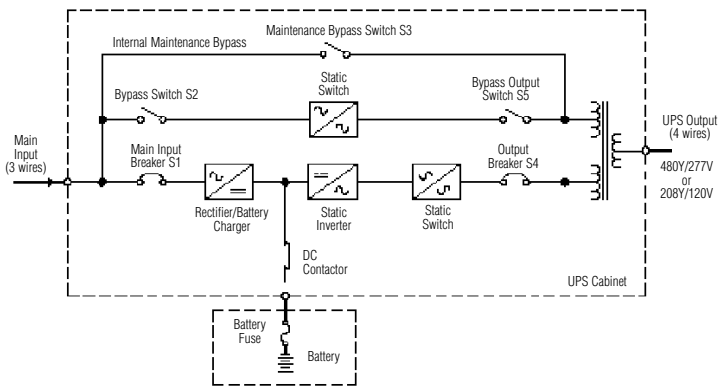 Maintenance Bypass Switch S3
Internal Maintenance Bypass
Static
Switch
Bypass Switch S2
Bypass Output
Switch S5
UPS Output
(4 wires)
Main
Input
(3 wires)
Main Input
Breaker S1
Output
Breaker S4
480Y/277V
or
208Y/120V
Rectifier/Battery
Charger
Static
Inverter
Static
Switch
DC
Contactor
UPS Cabinet
Battery
Fuse
Battery